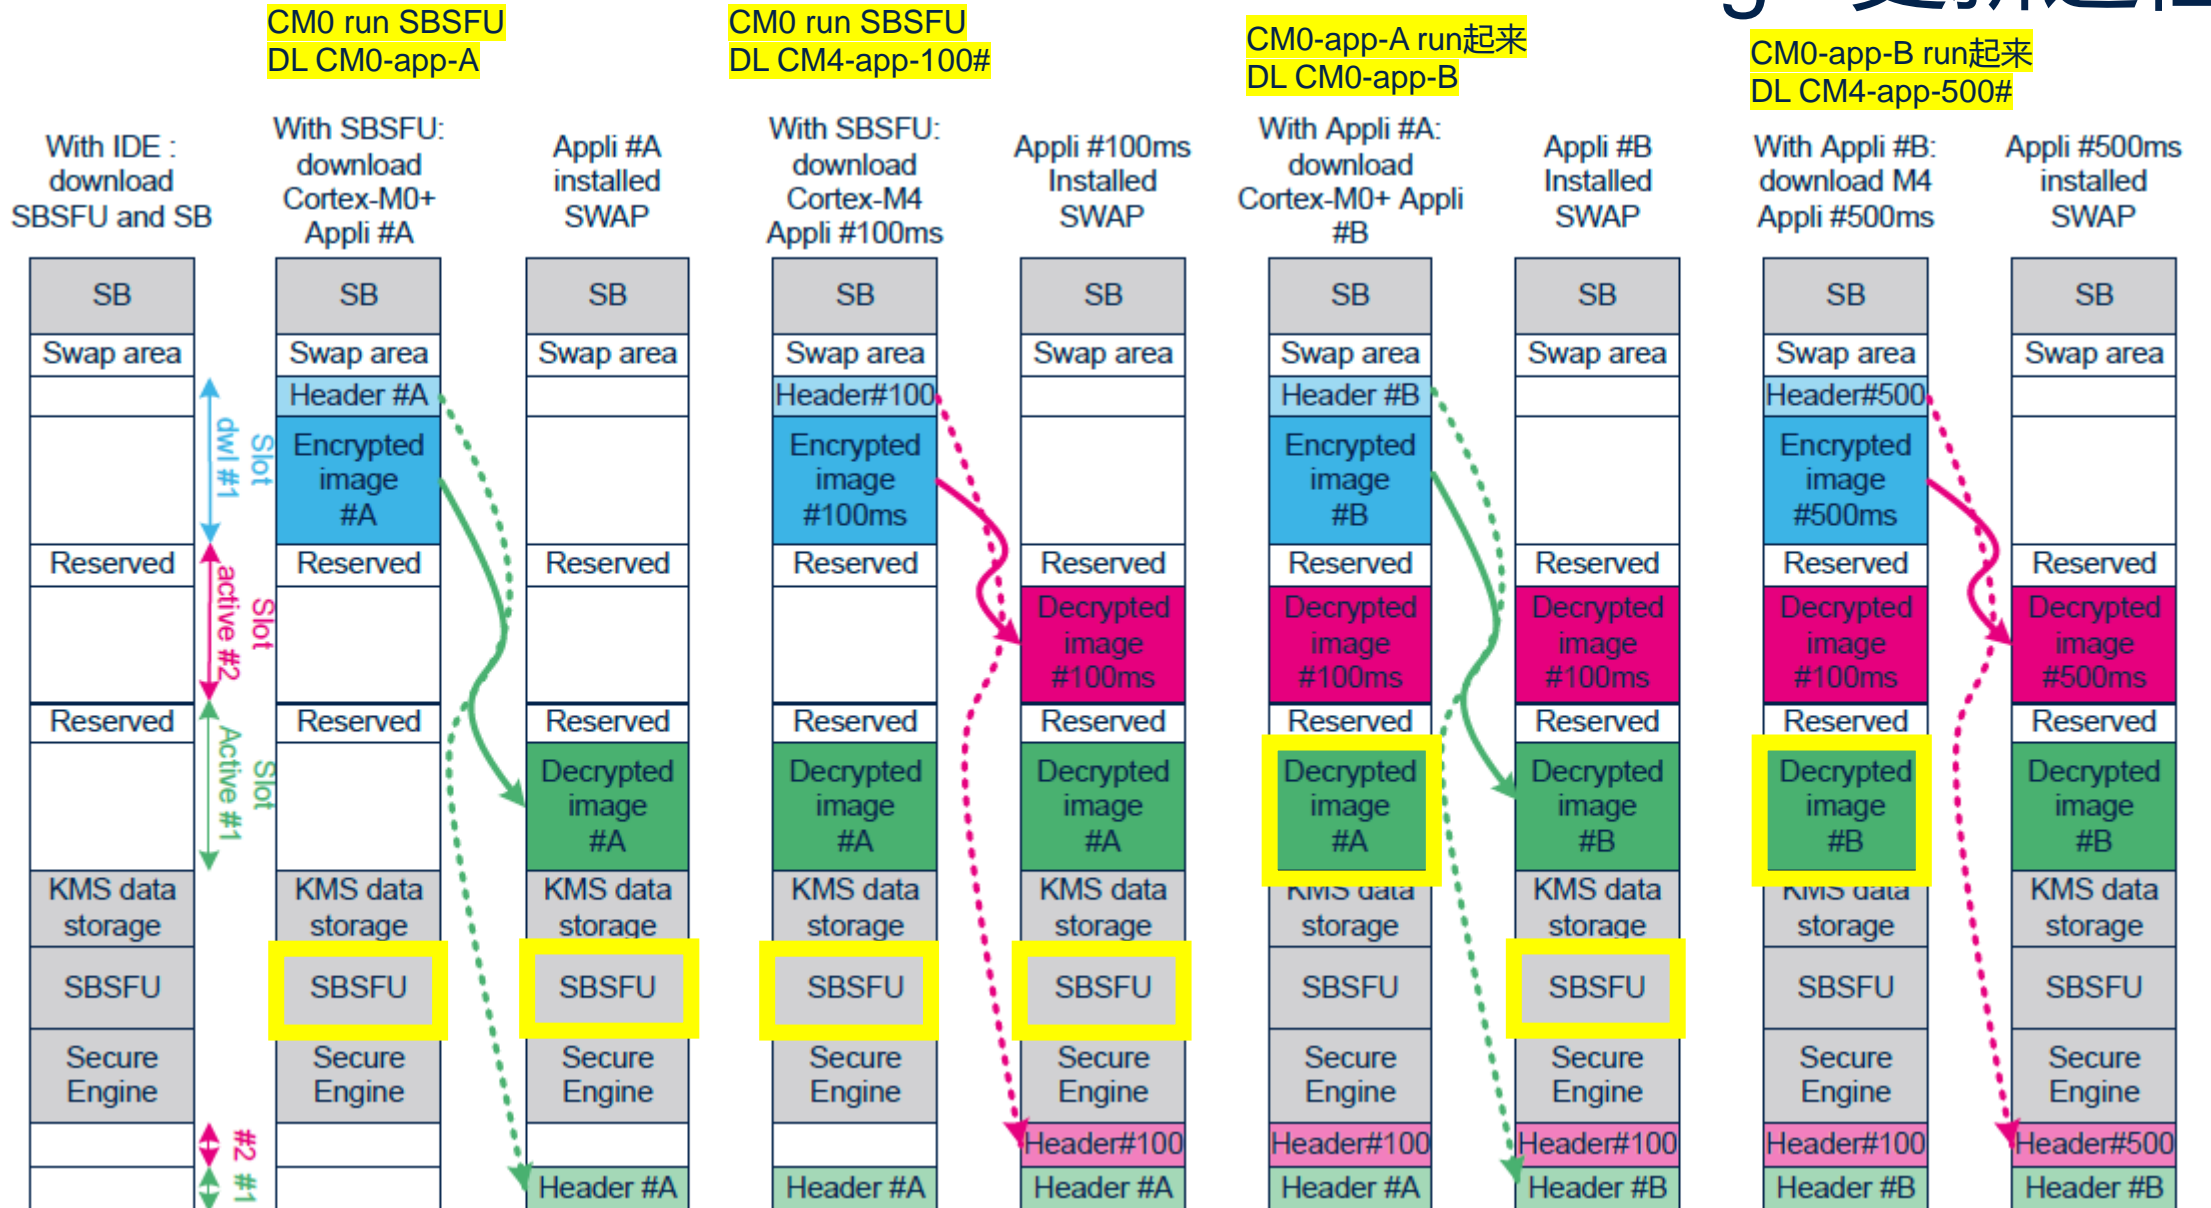 g 更新过程
CM0 run SBSFU
DL CM0-app-A
CM0 run SBSFU
DL CM4-app-100#
CM0-app-A run起来
DL CM0-app-B
CM0-app-B run起来
DL CM4-app-500#
With IDE :
download
SBSFU and SB
With SBSFU:
download
Cortex-M0+
Appli #A
Appli #A
installed
SWAP
With SBSFU:
download
Cortex-M4
Appli #100ms
Appli #100ms
Installed
SWAP
With Appli #A:
download
Cortex-M0+ Appli
#B
Appli #B
Installed
SWAP
With Appli #B:
download M4
Appli #500ms
Appli #500ms
installed
SWAP
SB
Swap area
Reserved
Reserved
KMS data
storage
SBSFU
Secure
Engine
Slot
dwl #1
Slot
active #2
Slot
Active #1
#2
#1
SB
Swap area
Header #A
Encrypted
image
#A
Reserved
Reserved
KMS data
storage
SBSFU
Secure
Engine
SB
Swap area
Reserved
Reserved
Decrypted
image
#A
KMS data
storage
SBSFU
Secure
Engine
Header #A
SB
Swap area
Header#100
Encrypted
image
#100ms
Reserved
Reserved
Decrypted
image
#A
KMS data
storage
SBSFU
Secure
Engine
Header #A
SB
Swap area
Reserved
Decrypted
image
#100ms
Reserved
Decrypted
image
#A
KMS data
storage
SBSFU
Secure
Engine
Header#100
Header #A
SB
Swap area
Header #B
Encrypted
image
#B
Reserved
Decrypted
image
#100ms
Reserved
Decrypted
image
#A
KMS data
storage
SBSFU
Secure
Engine
Header#100
Header #A
SB
Swap area
Reserved
Decrypted
image
#100ms
Reserved
Decrypted
image
#B
KMS data
storage
SBSFU
Secure
Engine
Header#100
Header #B
SB
Swap area
Header#500
Encrypted
image
#500ms
Reserved
Decrypted
image
#100ms
Reserved
Decrypted
image
#B
KMS data
storage
SBSFU
Secure
Engine
Header#100
Header #B
SB
Swap area
Reserved
Decrypted
image
#500ms
Reserved
Decrypted
image
#B
KMS data
storage
SBSFU
Secure
Engine
Header#500
Header #B